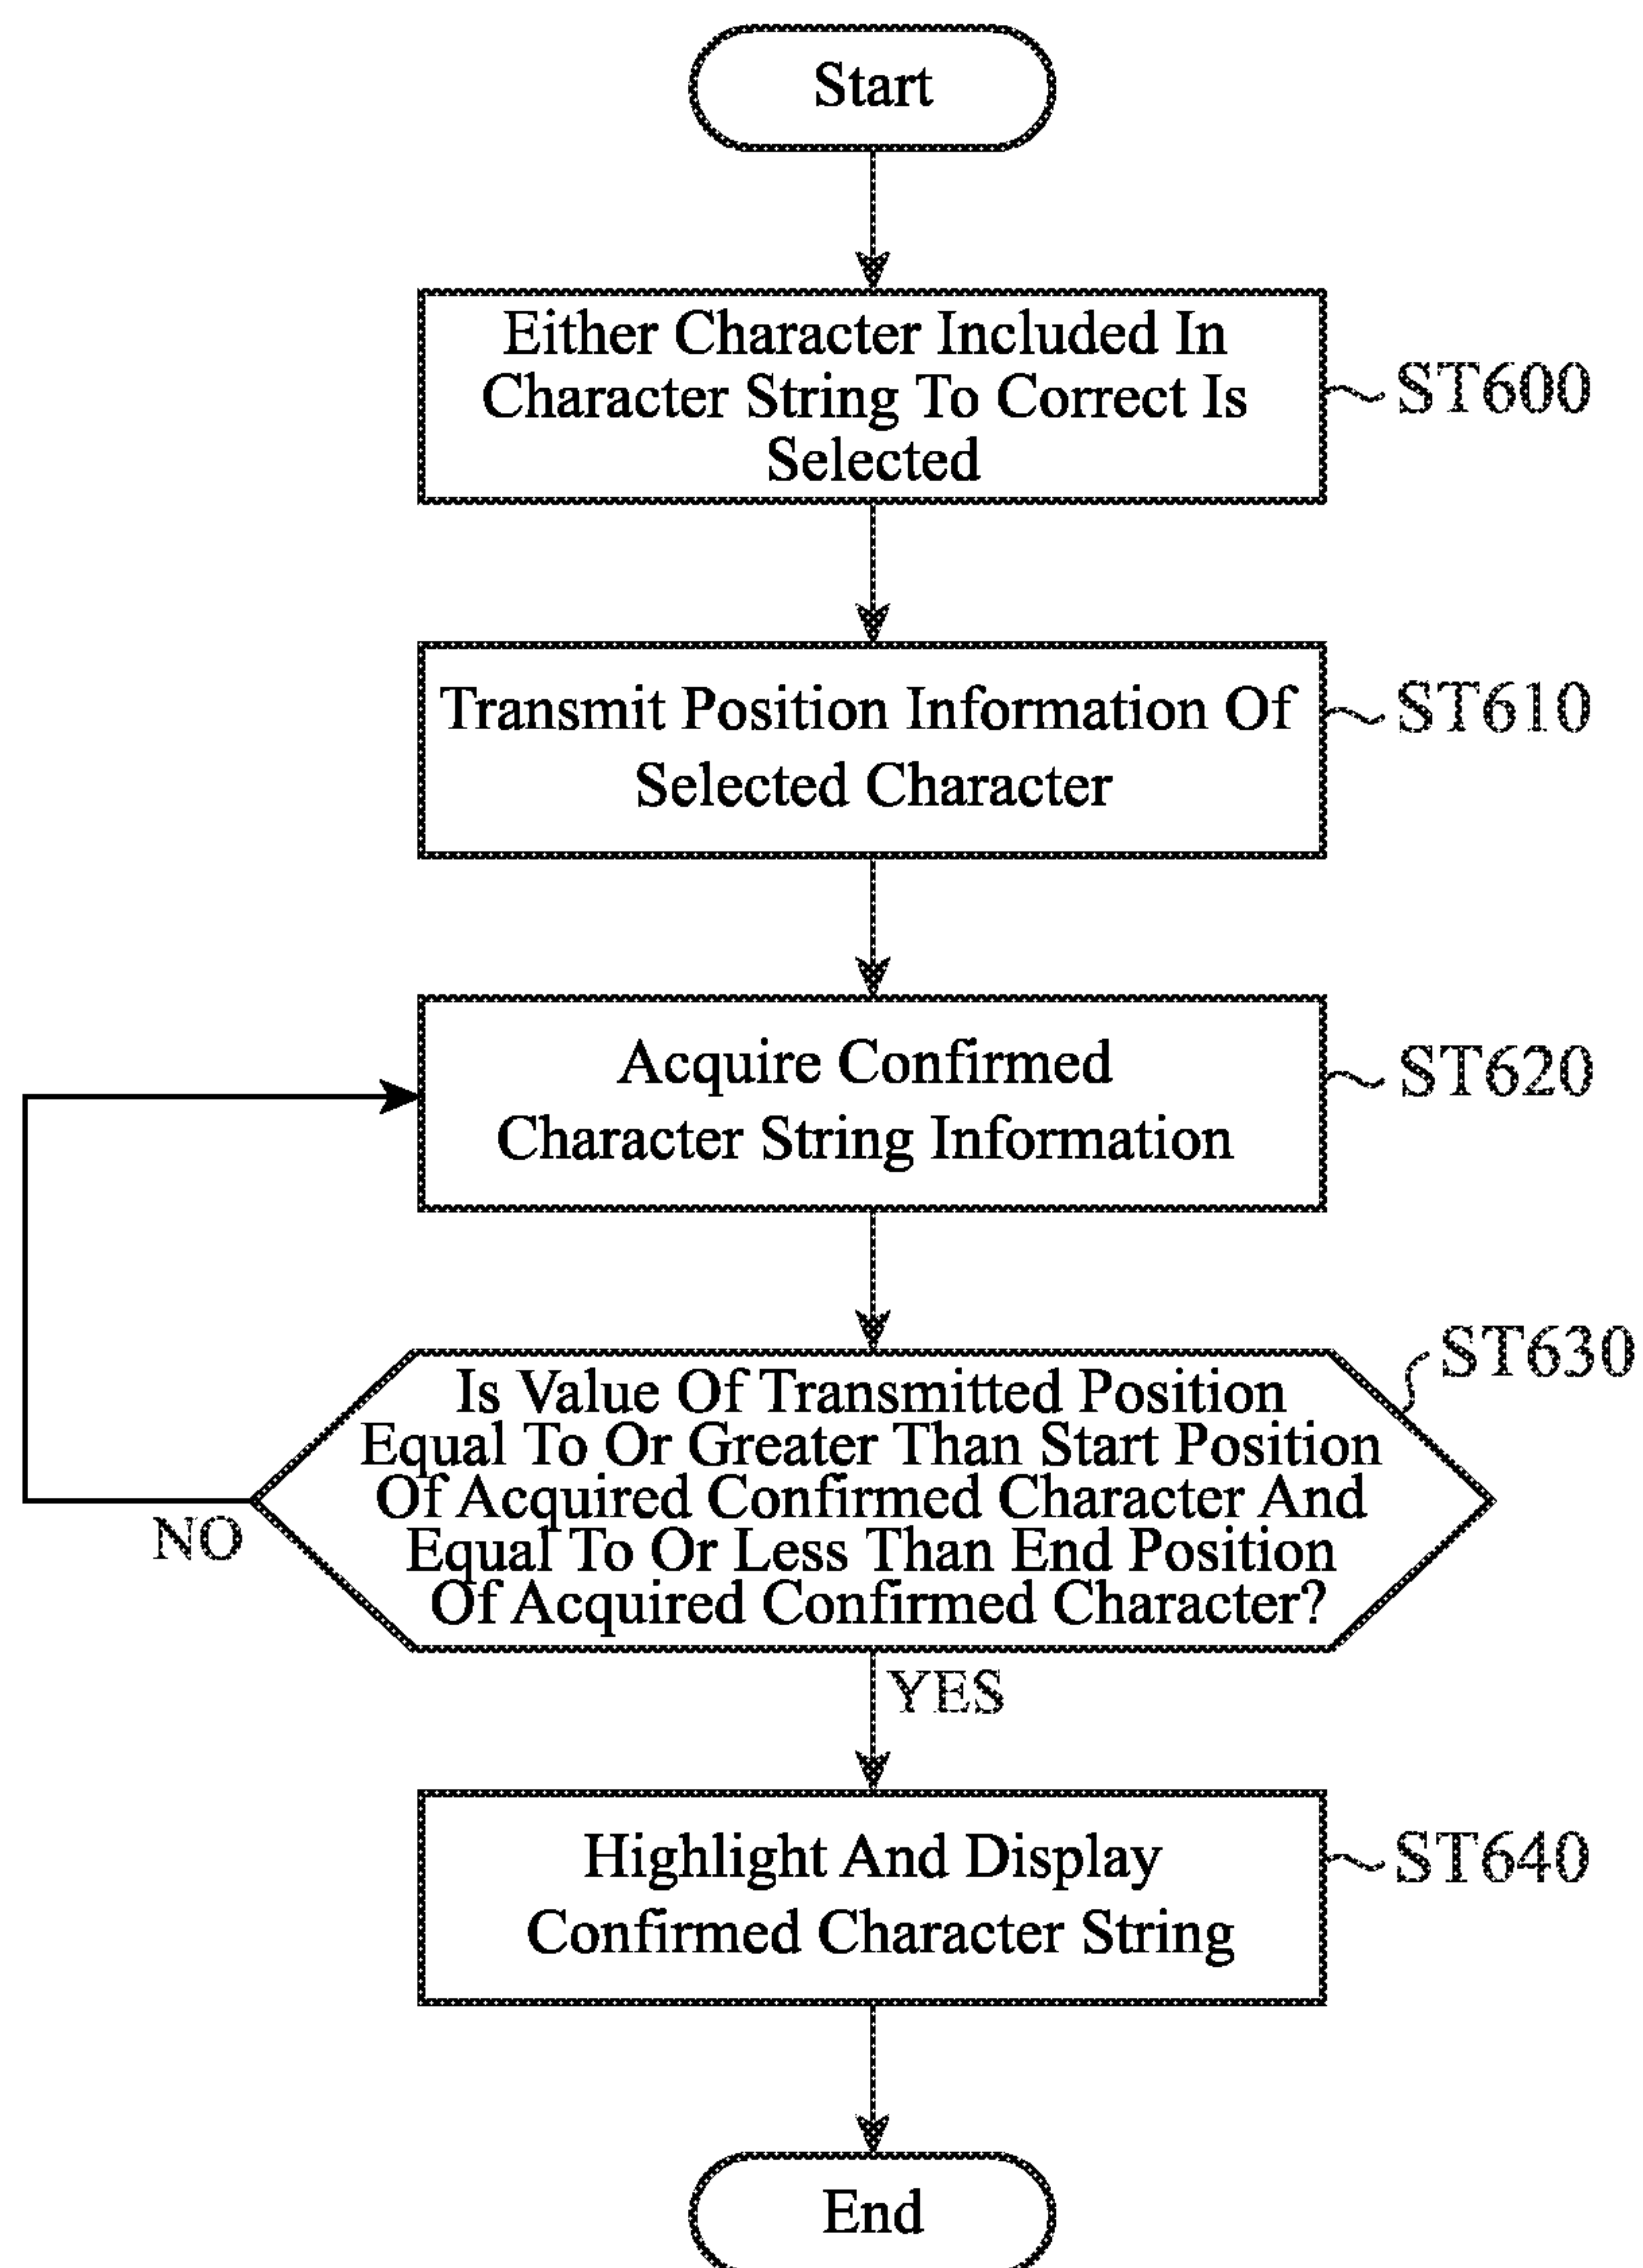 Start
Either Character Included In
Character String To Correct Is
Selected
ST600
Transmit Position Information Of
Selected Character
ST610
Acquire Confirmed
Character String Information
ST620
Is Value Of Transmitted Position
Equal To Or Greater Than Start Position
Of Acquired Confirmed Character And
Equal To Or Less Than End Position
Of Acquired Confirmed Character?
ST630
NO
YES
Highlight And Display
Confirmed Character String
ST640
End